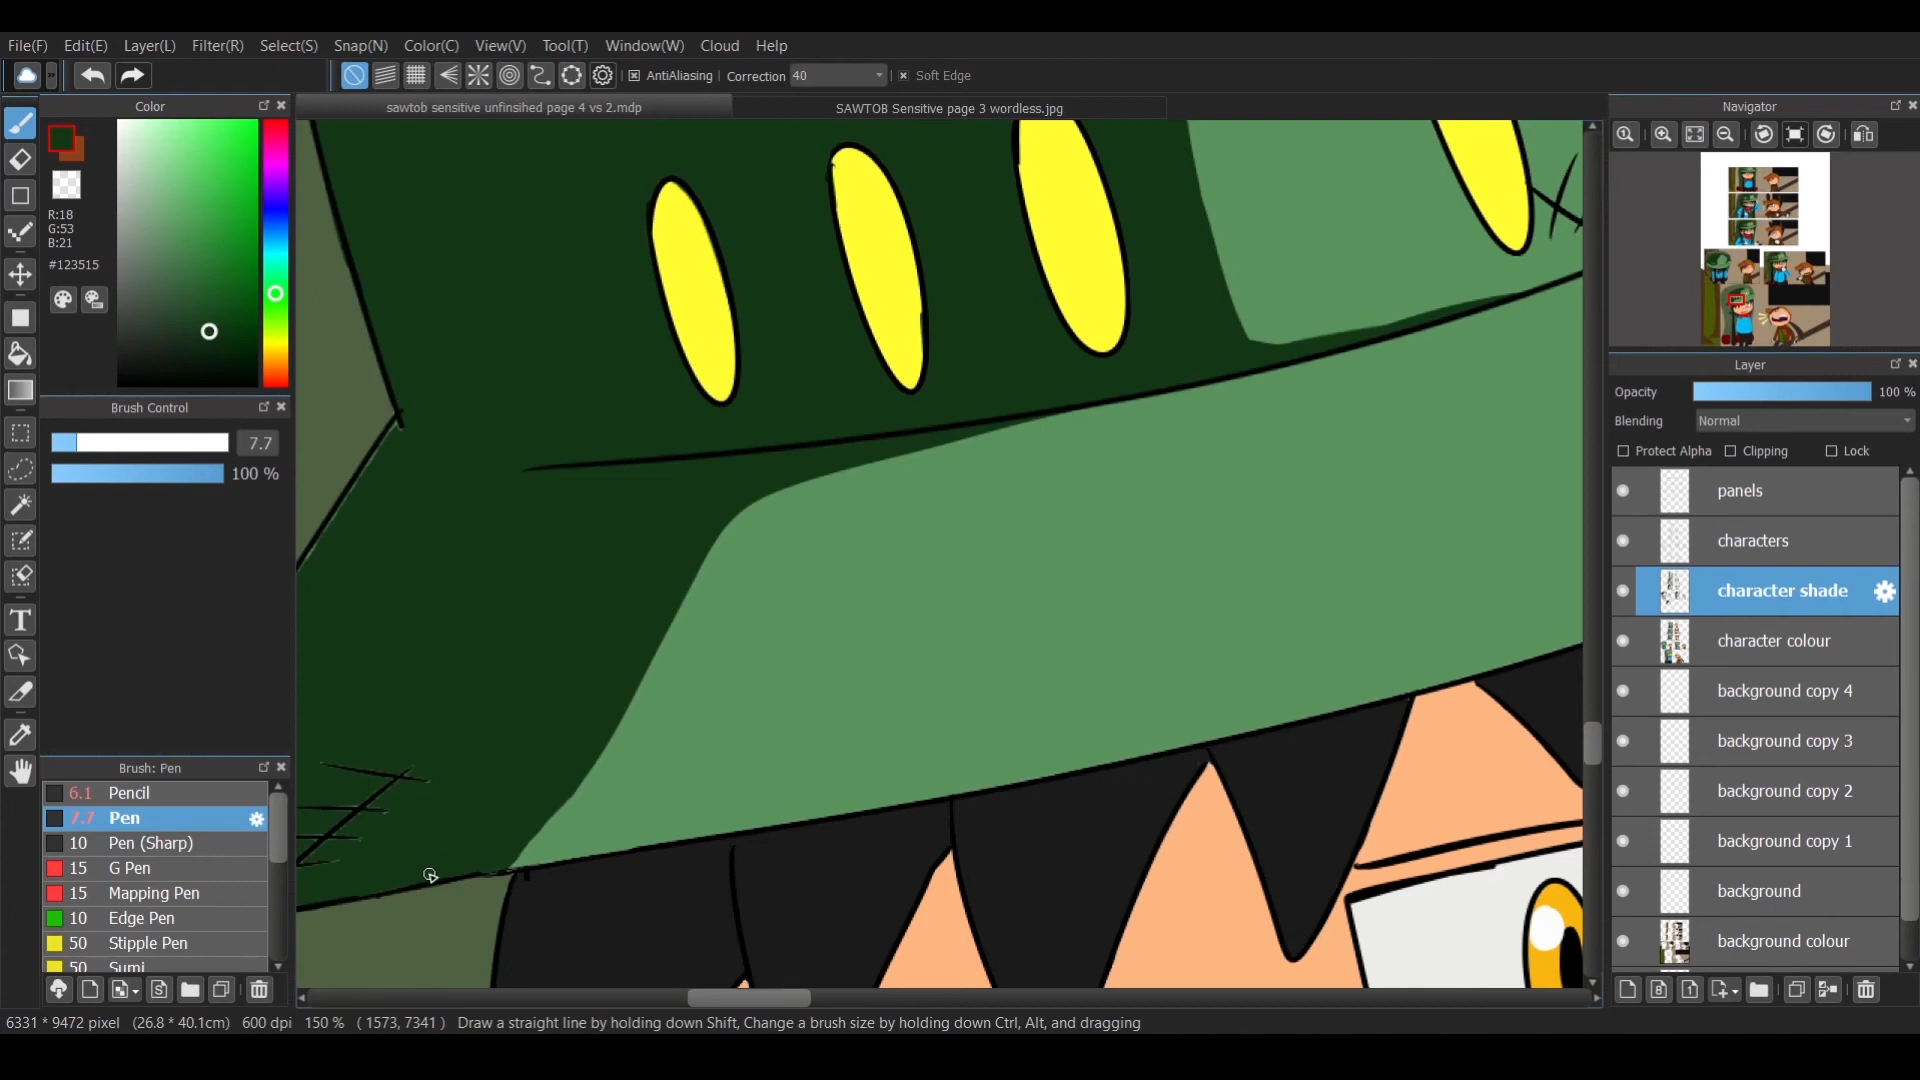 File(F) Edit(E) Layer(L) Filter(R) Select(S) Snap(N) Color(C) View(V) Tool(T) Window(W) Cloud Help
AntiAliasing Correction 40 Soft Edge
Color
R:18
G:53
B:21
#123515
Brush Control
7.7
100 %
Brush: Pen
6.1 Pencil
7.7 Pen
10 Pen (Sharp)
15 G Pen
15 Mapping Pen
10 Edge Pen
50 Stipple Pen
50 Sumi
sawtob sensitive unfinsihed page 4 vs 2.mdp
SAWTOB Sensitive page 3 wordless.jpg
Navigator
Layer
Opacity 100 %
Blending Normal
Protect Alpha Clipping Lock
panels
characters
character shade
character colour
background copy 4
background copy 3
background copy 2
background copy 1
background
background colour
6331 * 9472 pixel (26.8 * 40.1cm) 600 dpi 150 % ( 1573, 7341 ) Draw a straight line by holding down Shift, Change a brush size by holding down Ctrl, Alt, and dragging